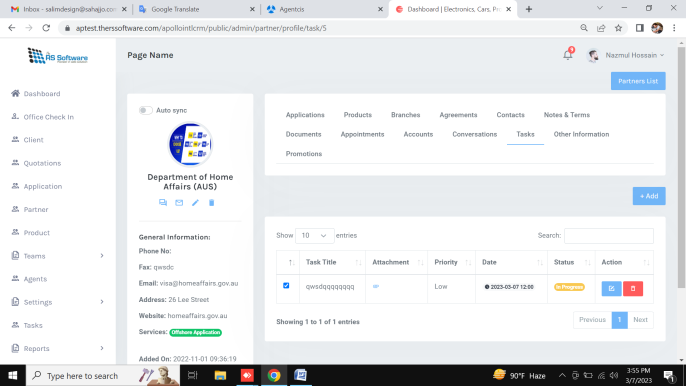 Inbox - salimdesign@sahajjo.com
Google Translate
Agentcis
Dashboard | Electronics, Cars, Pr
aptest.therssoftware.com/apollointlcrm/public/admin/partner/profile/task/5
RS Software
Page Name
9
Nazmul Hossain
Partners List
Dashboard
Office Check In
Client
Quotations
Application
Partner
Product
Teams
Agents
Settings
Tasks
Reports
Auto sync
Department of Home
Affairs (AUS)
General Information:
Phone No:
Fax: qwsdc
Email: visa@homeaffairs.gov.au
Address: 26 Lee Street
Website: homeaffairs.gov.au
Services: Offshore Application
Added On: 2022-11-01 09:36:19
Applications Products Branches Agreements Contacts Notes & Terms
Documents Appointments Accounts Conversations Tasks Other Information
Promotions
+ Add
Show 10 entries Search:
Task Title Attachment Priority Date Status Action
qwsdqqqqqqqq Low 2023-03-07 12:00 In Progress
Showing 1 to 1 of 1 entries
Previous 1 Next
Type here to search
90°F Haze
3:55 PM
3/7/2023
1